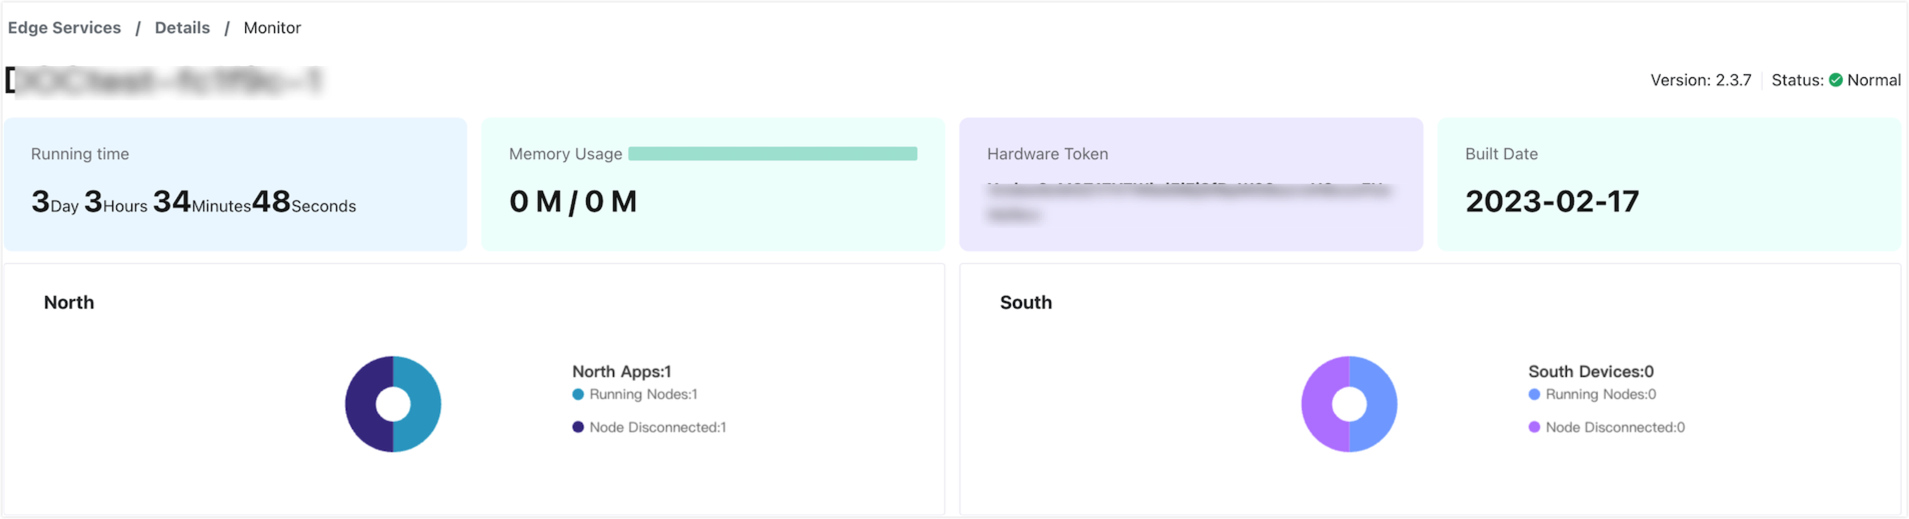 Edge Services / Details / Monitor
Version: 2.3.7 Status: Normal
Running time
3Day 3Hours 34Minutes48Seconds
Memory Usage
0 M / 0 M
Hardware Token
Built Date
2023-02-17
North
North Apps:1
Running Nodes:1
Node Disconnected:1
South
South Devices:0
Running Nodes:0
Node Disconnected:0